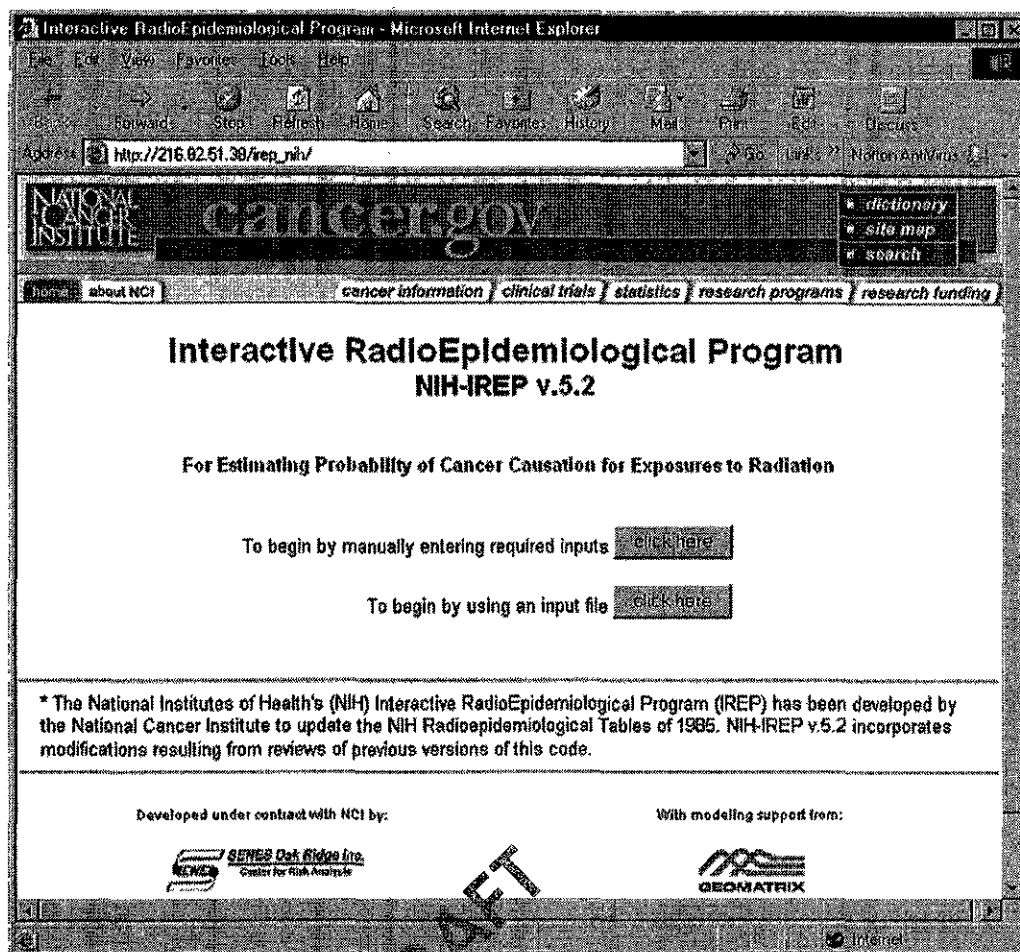 Interactive RadioEpidemiological Program - Microsoft Internet Explorer
File Edit View Favorites Tools Help
Forward Stop Refresh Home Search Favorites History Mail Print Edit Discuss
Address http://216.82.51.38/irep_nih/ Go Links » Norton AntiVirus
NATIONAL CANCER INSTITUTE
cancer.gov
dictionary
site map
search
home about NCI cancer information clinical trials statistics research programs research funding
Interactive RadioEpidemiological Program
NIH-IREP v.5.2
For Estimating Probability of Cancer Causation for Exposures to Radiation
To begin by manually entering required inputs click here
To begin by using an input file click here
* The National Institutes of Health's (NIH) Interactive RadioEpidemiological Program (IREP) has been developed by
the National Cancer Institute to update the NIH Radioepidemiological Tables of 1985. NIH-IREP v.5.2 incorporates
modifications resulting from reviews of previous versions of this code.
Developed under contract with NCI by: With modeling support from:
SENES SENES Oak Ridge Inc.
Center for Risk Analysis
GEOMATRIX
Internet